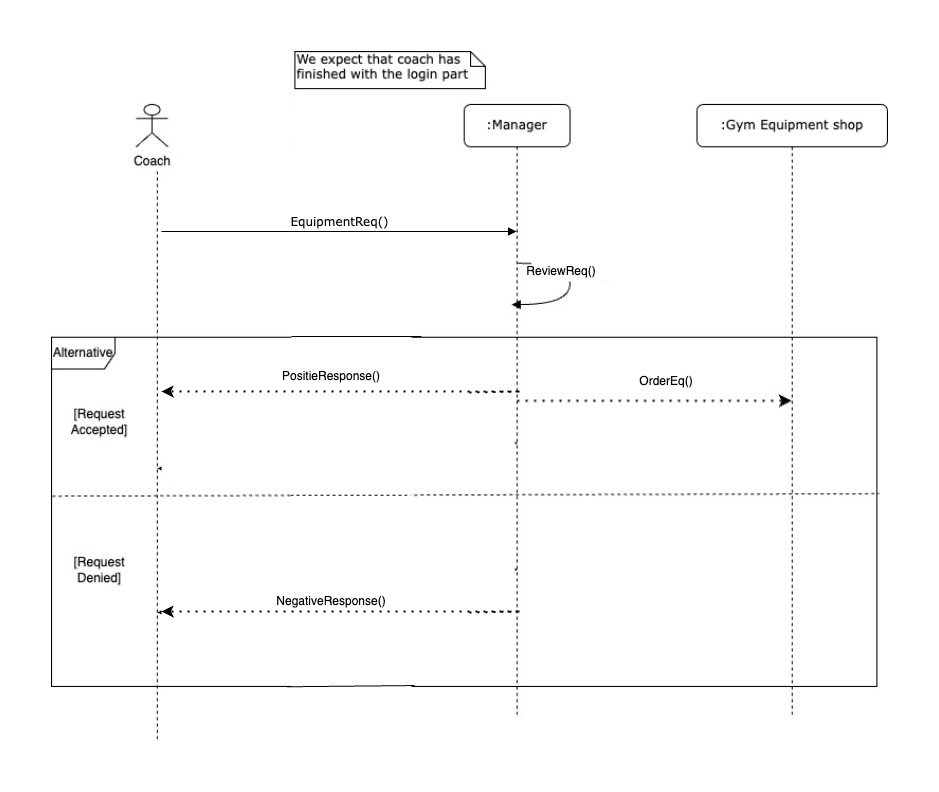 We expect that coach has
finished with the login part
:Manager
:Gym Equipment shop
Coach
EquipmentReq()
ReviewReq()
Alternative
PositieResponse()
OrderEq()
[Request
Accepted]
[Request
Denied]
NegativeResponse()